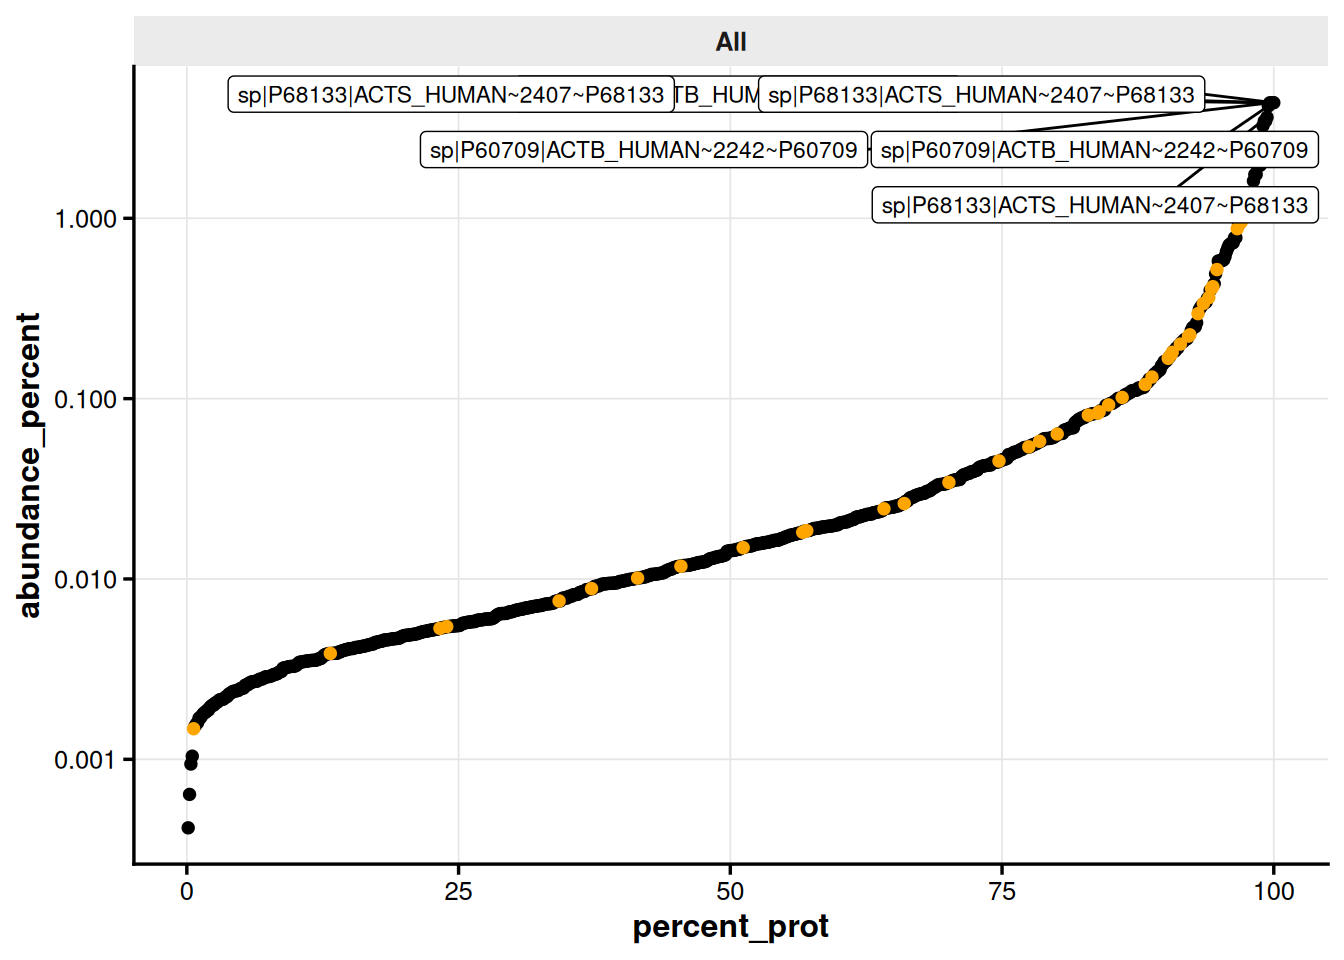 All
sp|P68133|ACTS_HUMAN~2407~P68133 TB_HUM sp|P68133|ACTS_HUMAN~2407~P68133
sp|P60709|ACTB_HUMAN~2242~P60709 sp|P60709|ACTB_HUMAN~2242~P60709
sp|P68133|ACTS_HUMAN~2407~P68133
1.000
0.100
0.010
0.001
abundance_percent
0 25 50 75 100
percent_prot